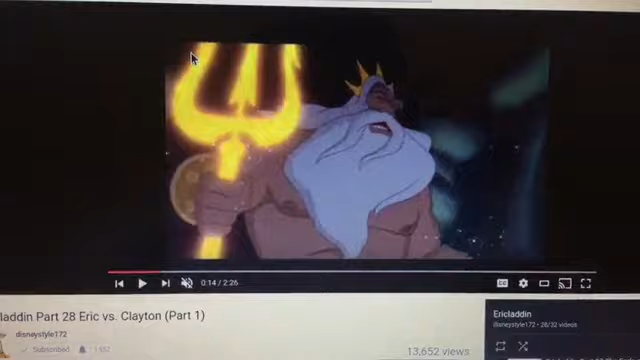 0:14 / 2:26
laddin Part 28 Eric vs. Clayton (Part 1)
disneystyle172
Subscribed
13,652 views
Ericladdin
disneystyle172 • 28/32 videos